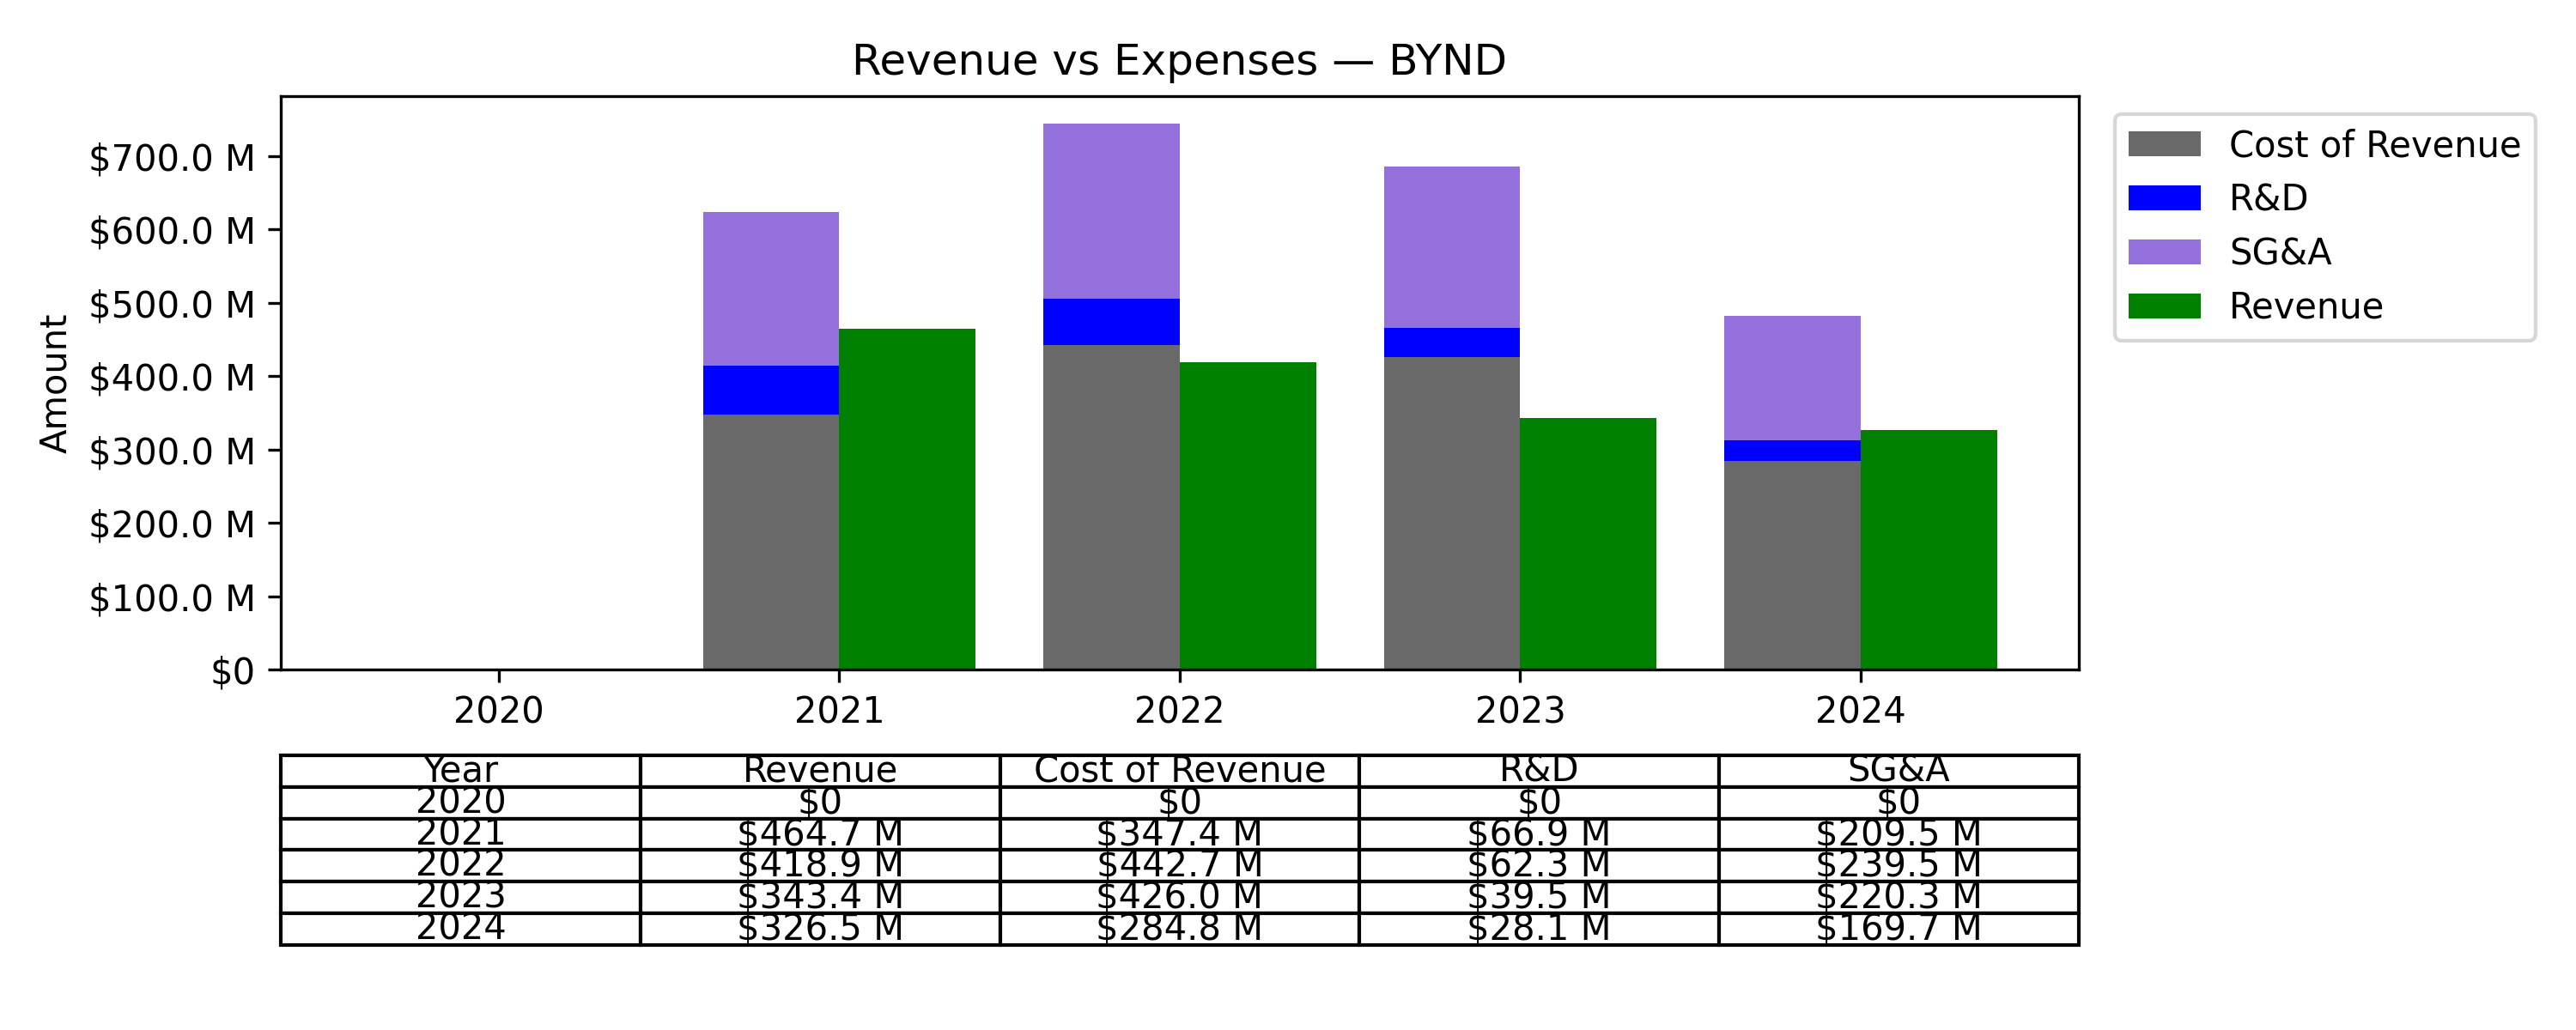 Revenue vs Expenses — BYND
Amount
$700.0 M
$600.0 M
$500.0 M
$400.0 M
$300.0 M
$200.0 M
$100.0 M
$0
2020 2021 2022 2023 2024
Cost of Revenue
R&D
SG&A
Revenue
Year Revenue Cost of Revenue R&D SG&A
2020 $0 $0 $0 $0
2021 $464.7 M $347.4 M $66.9 M $209.5 M
2022 $418.9 M $442.7 M $62.3 M $239.5 M
2023 $343.4 M $426.0 M $39.5 M $220.3 M
2024 $326.5 M $284.8 M $28.1 M $169.7 M